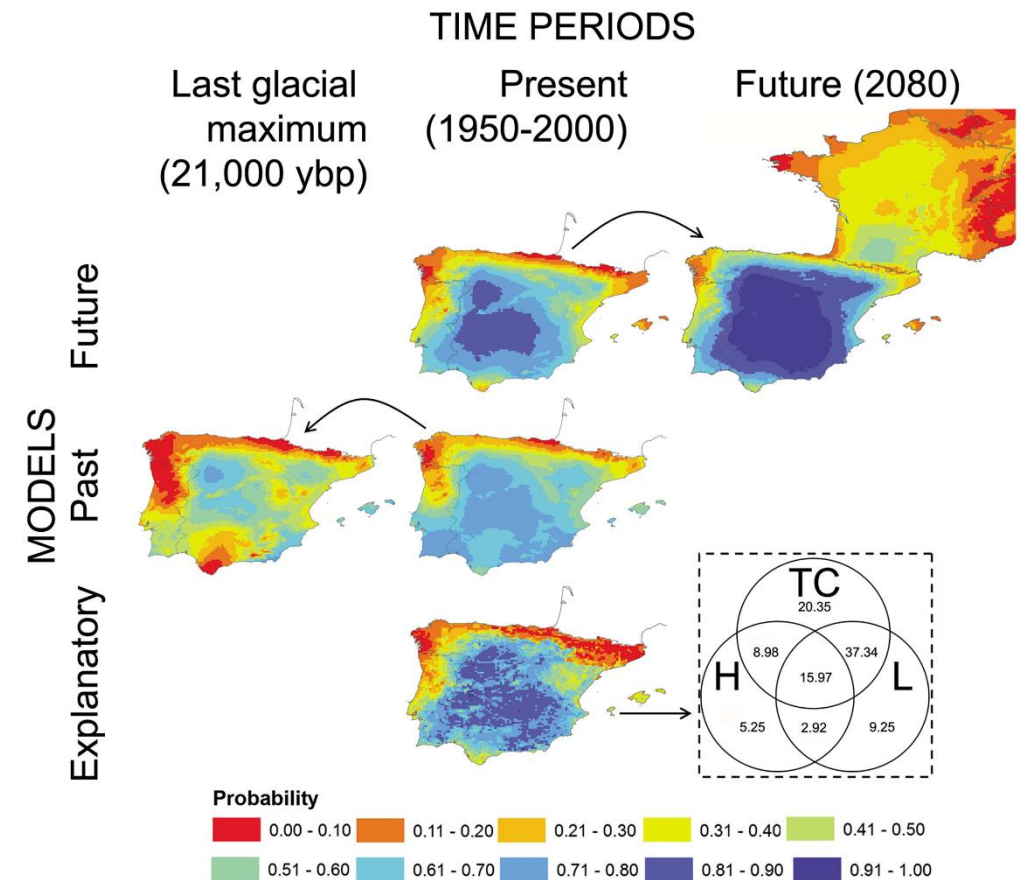 TIME PERIODS
Last glacial
maximum
(21,000 ybp)
Present
(1950-2000)
Future (2080)
MODELS
Future
Past
Explanatory
TC
20.35
8.98
37.34
15.97
H
L
5.25
2.92
9.25
Probability
0.00 - 0.10
0.11 - 0.20
0.21 - 0.30
0.31 - 0.40
0.41 - 0.50
0.51 - 0.60
0.61 - 0.70
0.71 - 0.80
0.81 - 0.90
0.91 - 1.00